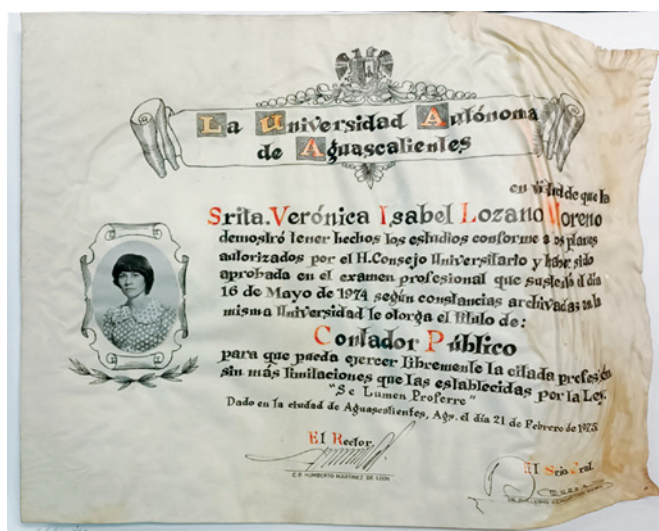 La Universidad Autónoma
de Aguascalientes
en virtud de que la
Srita. Verónica Isabel Lozano Moreno
demostró tener hechos los estudios conforme a los planes
autorizados por el H. Consejo Universitario y haber sido
aprobada en el examen profesional que sustentó el día
16 de Mayo de 1974 según constancias archivadas en la
misma Universidad le otorga el título de:
Contador Público
para que pueda ejercer libremente la citada profesión
sin más limitaciones que las establecidas por la Ley.
"Se Lumen Proferre"
Dado en la ciudad de Aguascalientes, Ags. el día 21 de Febrero de 1975
El Rector.
C.P. HUMBERTO MARTINEZ DE LEON
El Srio. Gral.